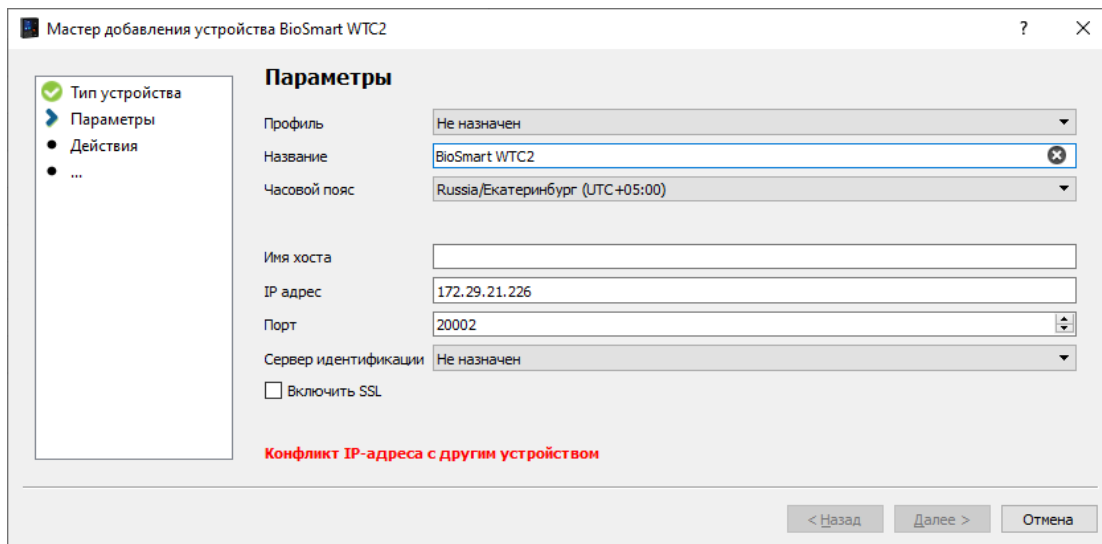 Мастер добавления устройства BioSmart WTC2
?
Тип устройства
Параметры
Действия
...
Параметры
Профиль Не назначен
Название BioSmart WTC2
Часовой пояс Russia/Екатеринбург (UTC+05:00)
Имя хоста
IP адрес 172.29.21.226
Порт 20002
Сервер идентификации Не назначен
Включить SSL
Конфликт IP-адреса с другим устройством
< Назад Далее > Отмена